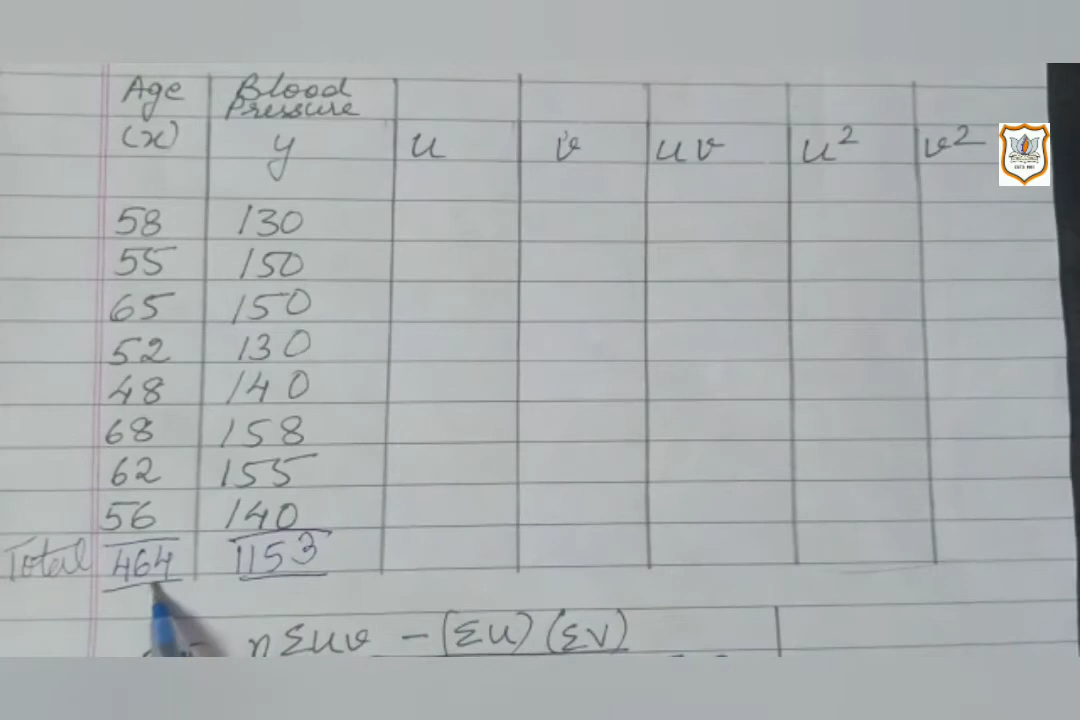 Age Blood Pressure
(x) y u v uv u² v²
58 130
55 150
65 150
52 130
48 140
68 158
62 155
56 140
Total 464 1153
nΣuv - (Σu) (Σv)